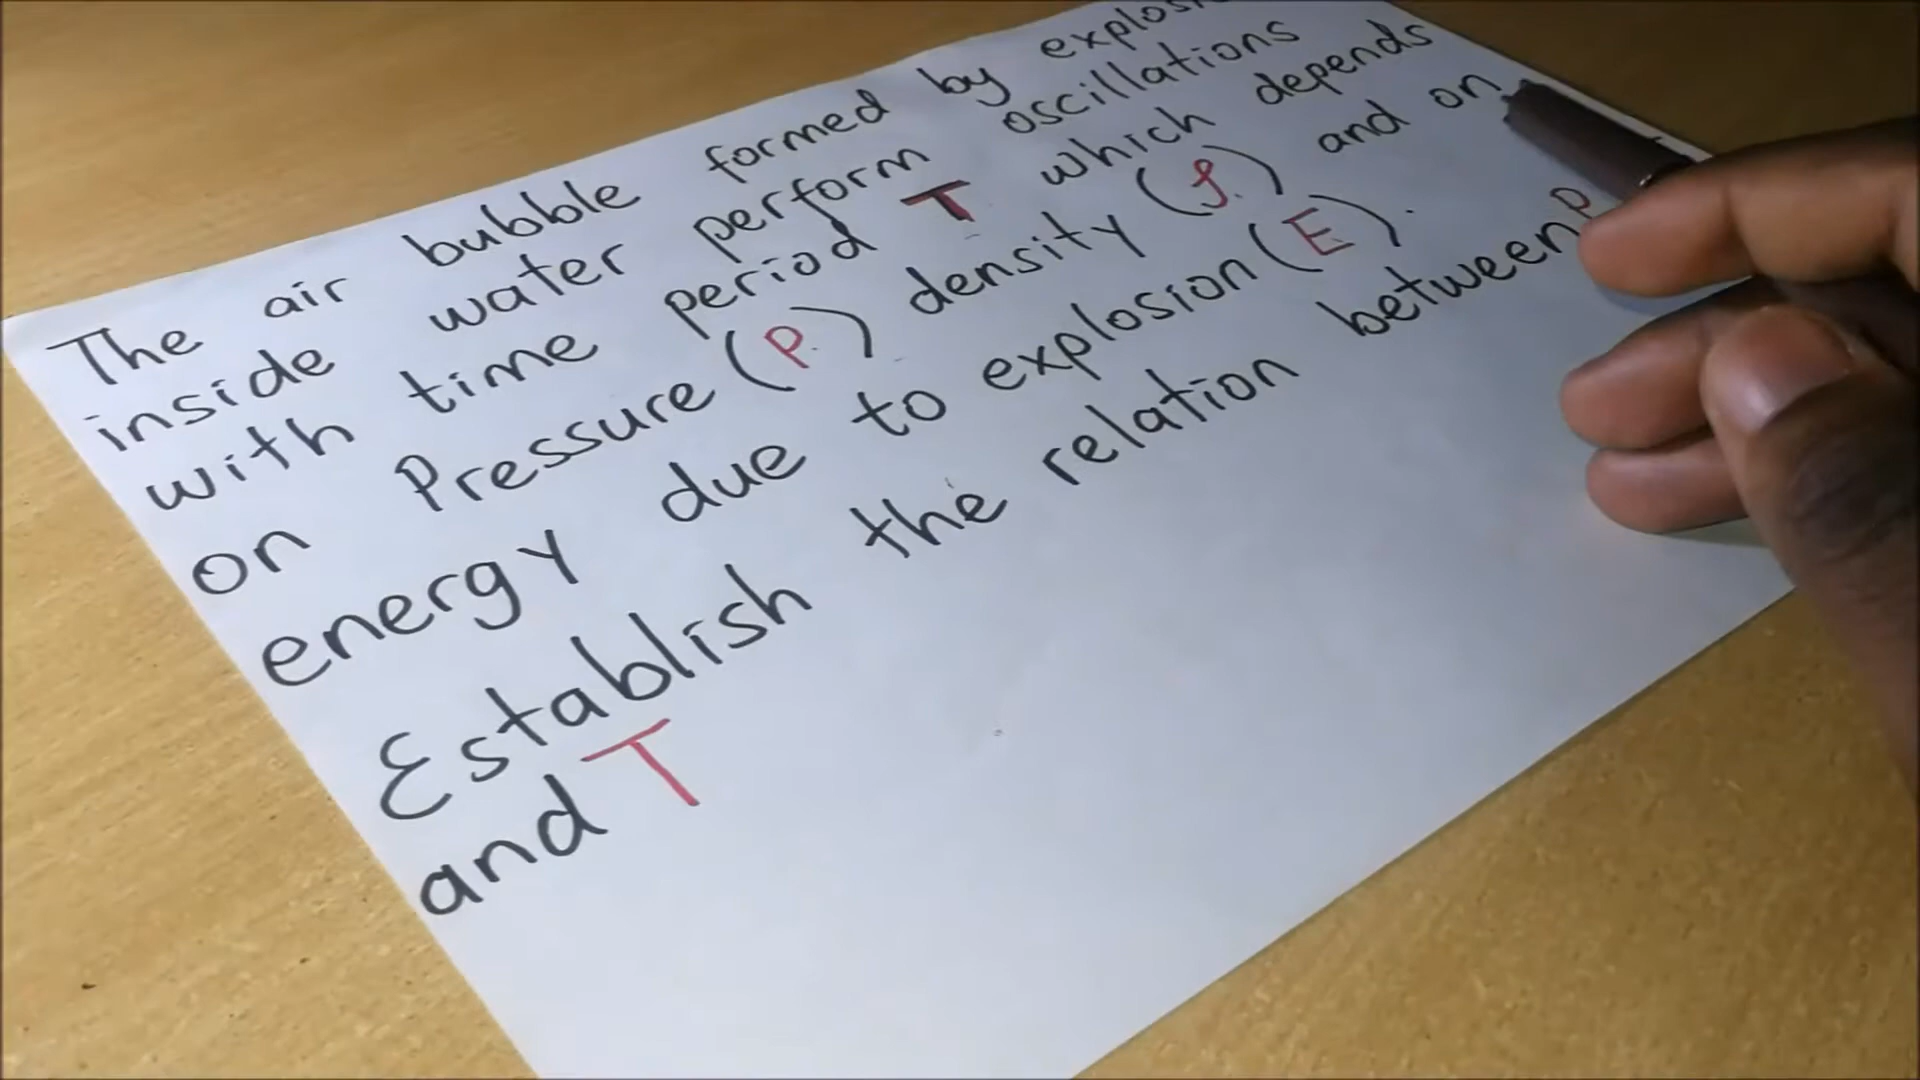 The air bubble formed by explosi
inside water perform oscillations
with time period T which depends
on Pressure (P.) density (ρ.) and on
energy due to explosion (E).
Establish the relation between P
and T